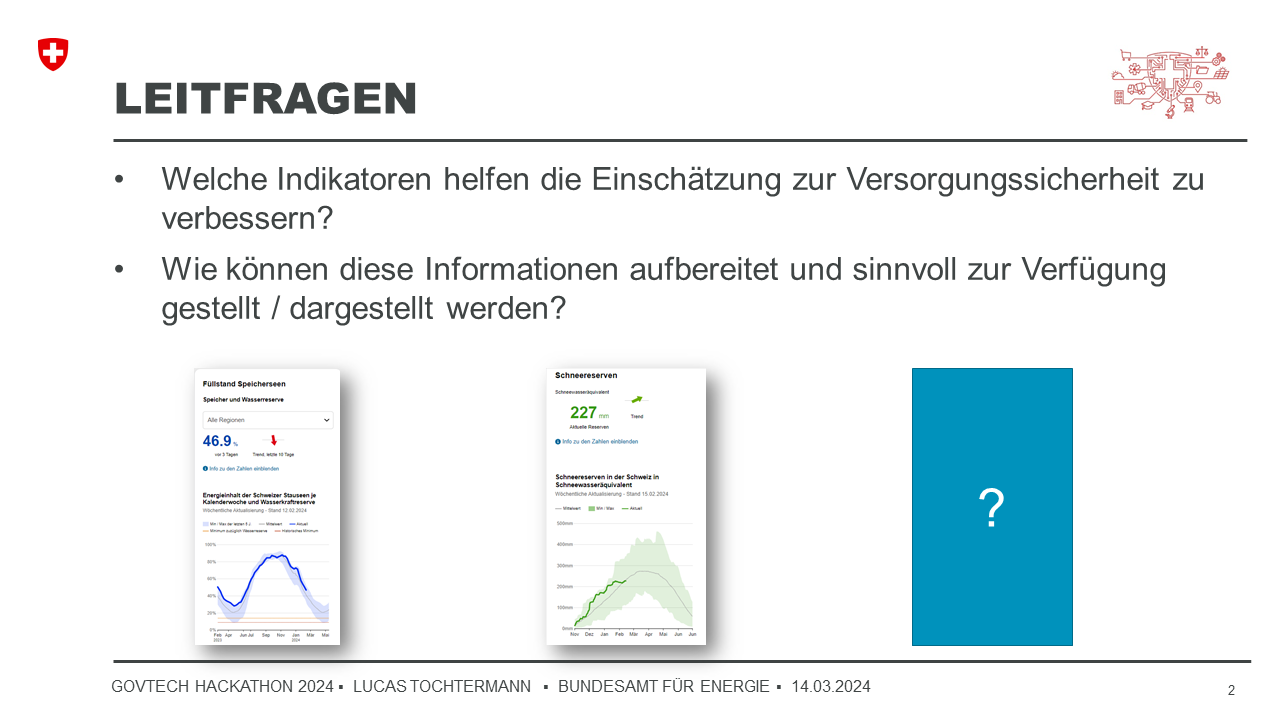 LEITFRAGEN
• Welche Indikatoren helfen die Einschätzung zur Versorgungssicherheit zu
verbessern?
• Wie können diese Informationen aufbereitet und sinnvoll zur Verfügung
gestellt / dargestellt werden?
Füllstand Speicherseen
Speicher und Wasserreserve
Alle Regionen
46.9 %
vor 3 Tagen Trend, letzte 10 Tage
Info zu den Zahlen einblenden
Energieinhalt der Schweizer Stauseen je
Kalenderwoche und Wasserkraftreserve
Wöchentliche Aktualisierung - Stand 12.02.2024
Min / Max der letzten 5 J. Mittelwert Aktuell
Minimum zuzüglich Wasserreserve Historisches Minimum
100%
80%
60%
40%
20%
0%
Feb Apr Jun Jul Sep Nov Jan Mär Mai
2023 2024
Schneereserven
Schneewasseräquivalent
227 mm
Trend
Aktuelle Reserven
Info zu den Zahlen einblenden
Schneereserven in der Schweiz in
Schneewasseräquivalent
Wöchentliche Aktualisierung - Stand 15.02.2024
Mittelwert Min / Max Aktuell
500mm
400mm
300mm
200mm
100mm
0mm
Nov Dez Jan Feb Mär Apr Mai Jun Jun
?
GOVTECH HACKATHON 2024 ▪ LUCAS TOCHTERMANN ▪ BUNDESAMT FÜR ENERGIE ▪ 14.03.2024
2